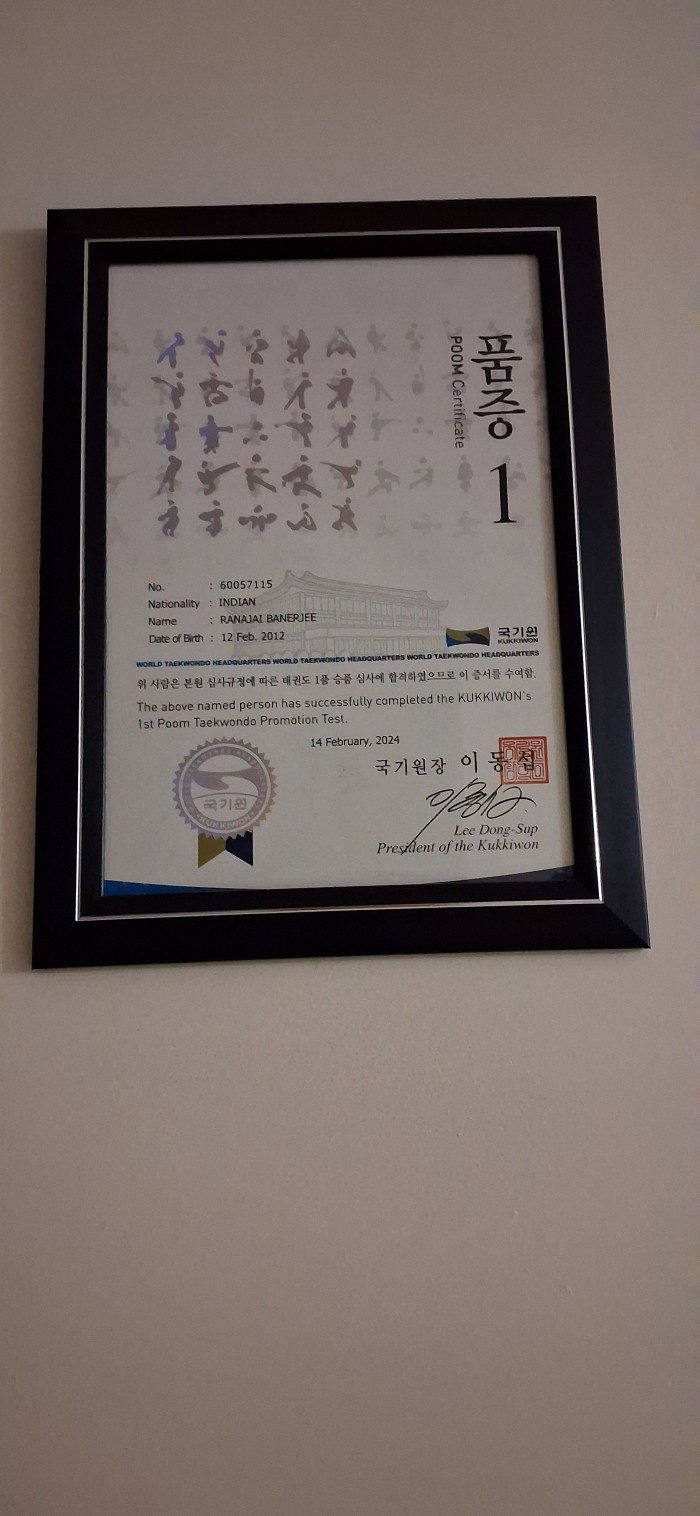 품증
POOM Certificate
1
No. : 60057115
Nationality : INDIAN
Name : RANAJAI BANERJEE
Date of Birth : 12 Feb. 2012
국기원
KUKKIWON
WORLD TAEKWONDO HEADQUARTERS WORLD TAEKWONDO HEADQUARTERS WORLD TAEKWONDO HEADQUARTERS
위 사람은 본원 심사규정에 따른 태권도 1품 승품 심사에 합격하였으므로 이 증서를 수여함.
The above named person has successfully completed the KUKKIWON's
1st Poom Taekwondo Promotion Test.
14 February, 2024
국기원장 이동섭
국기원
KUKKIWON
Lee Dong-Sup
President of the Kukkiwon